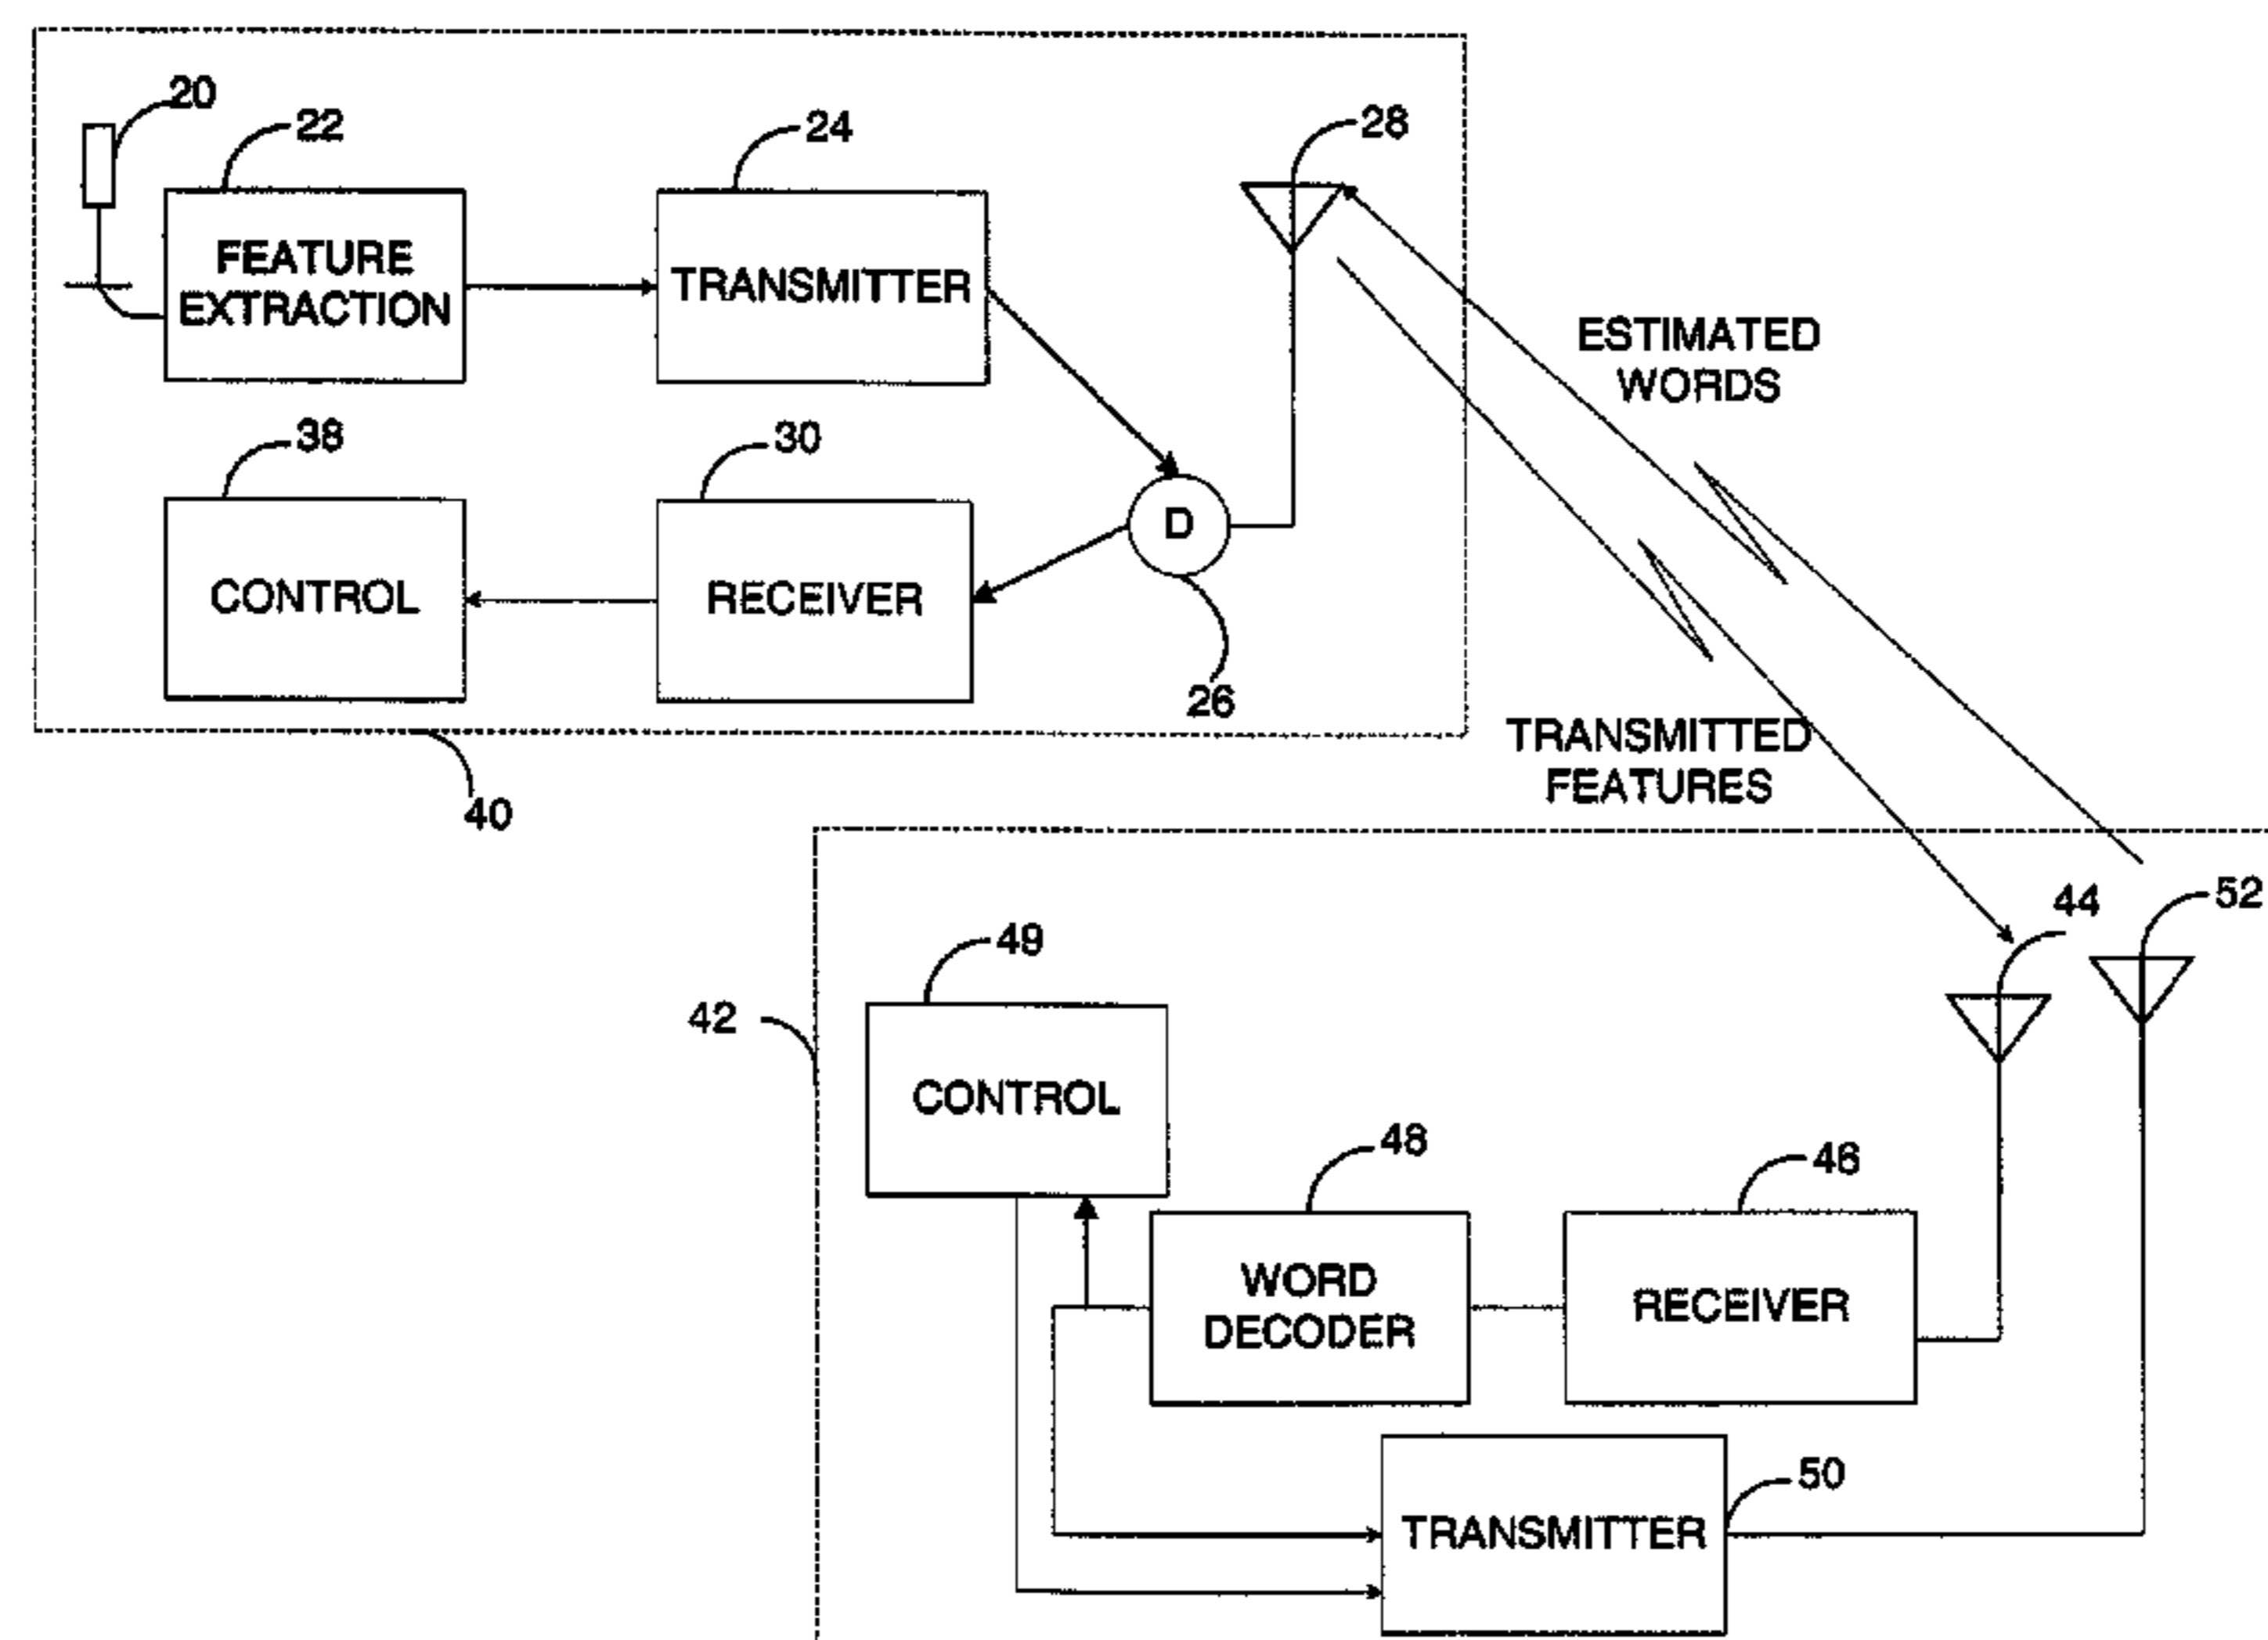 20
22
24
28
FEATURE
EXTRACTION
TRANSMITTER
ESTIMATED
WORDS
38
30
D
CONTROL
RECEIVER
26
TRANSMITTED
FEATURES
40
52
44
49
42
CONTROL
48
46
WORD
DECODER
RECEIVER
50
TRANSMITTER